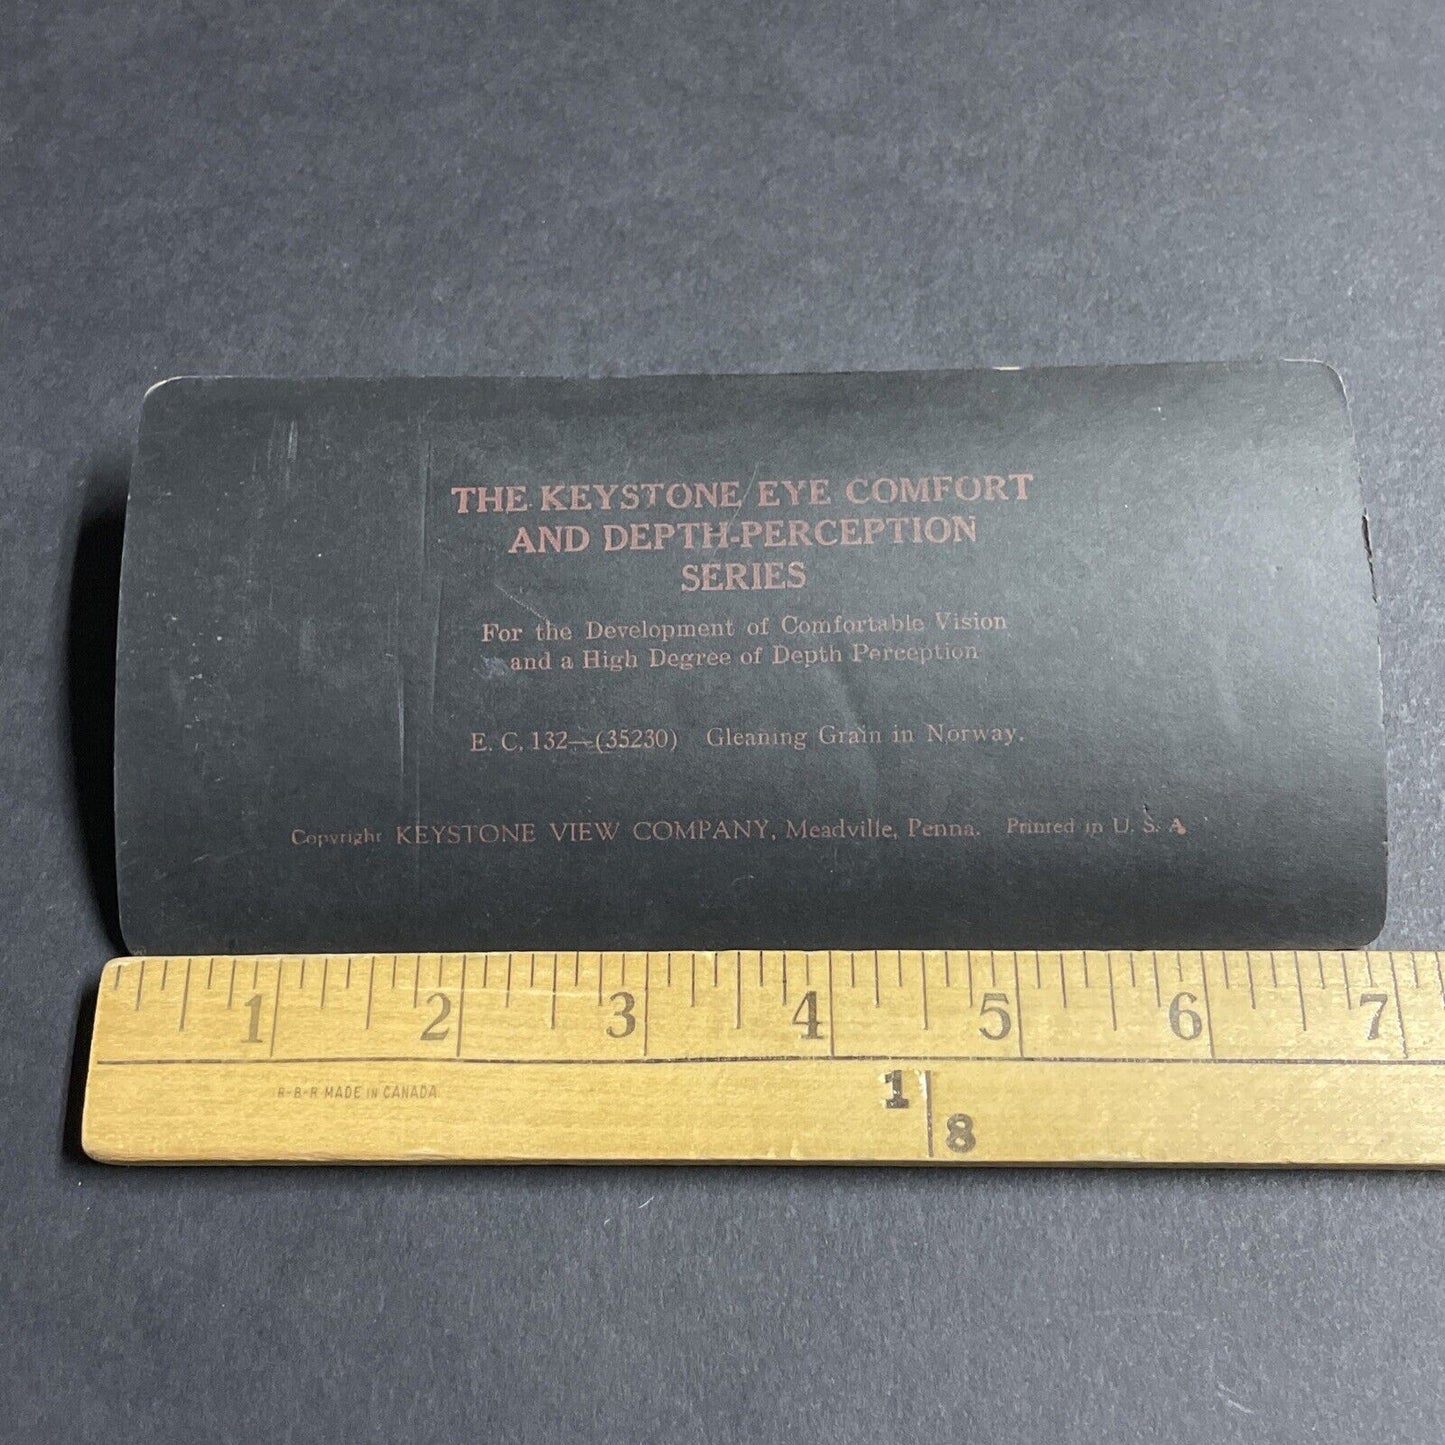 THE KEYSTONE EYE COMFORT
AND DEPTH-PERCEPTION
SERIES
For the Development of Comfortable Vision
and a High Degree of Depth Perception
E. C. 132—(35230) Gleaning Grain in Norway.
Copyright KEYSTONE VIEW COMPANY, Meadville, Penna. Printed in U. S. A
1 2 3 4 5 6 7
R-B-R MADE IN CANADA
1
8